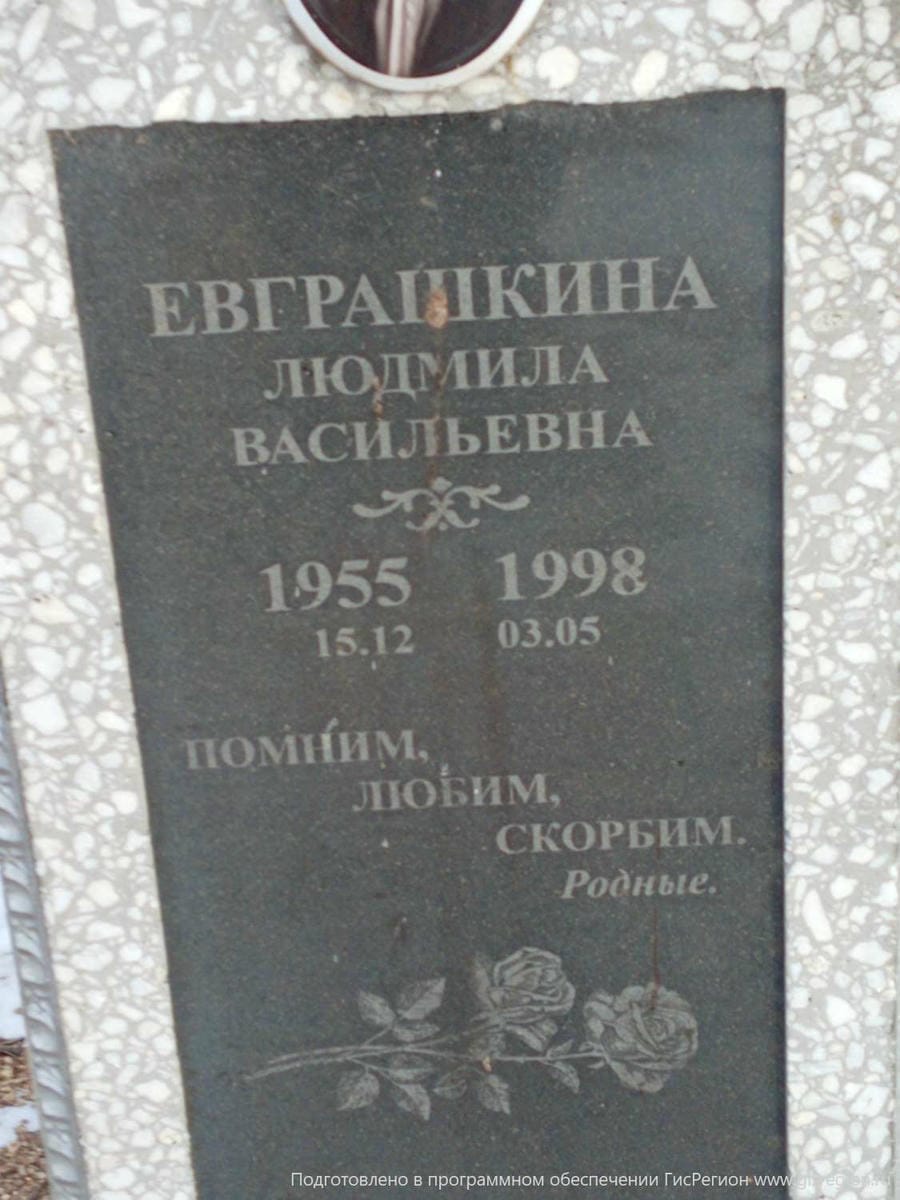 ЕВГРАШКИНА
ЛЮДМИЛА
ВАСИЛЬЕВНА
1955 1998
15.12 03.05
ПОМНИМ,
ЛЮБИМ,
СКОРБИМ.
Родные.
Подготовлено в программном обеспечении ГисРегион